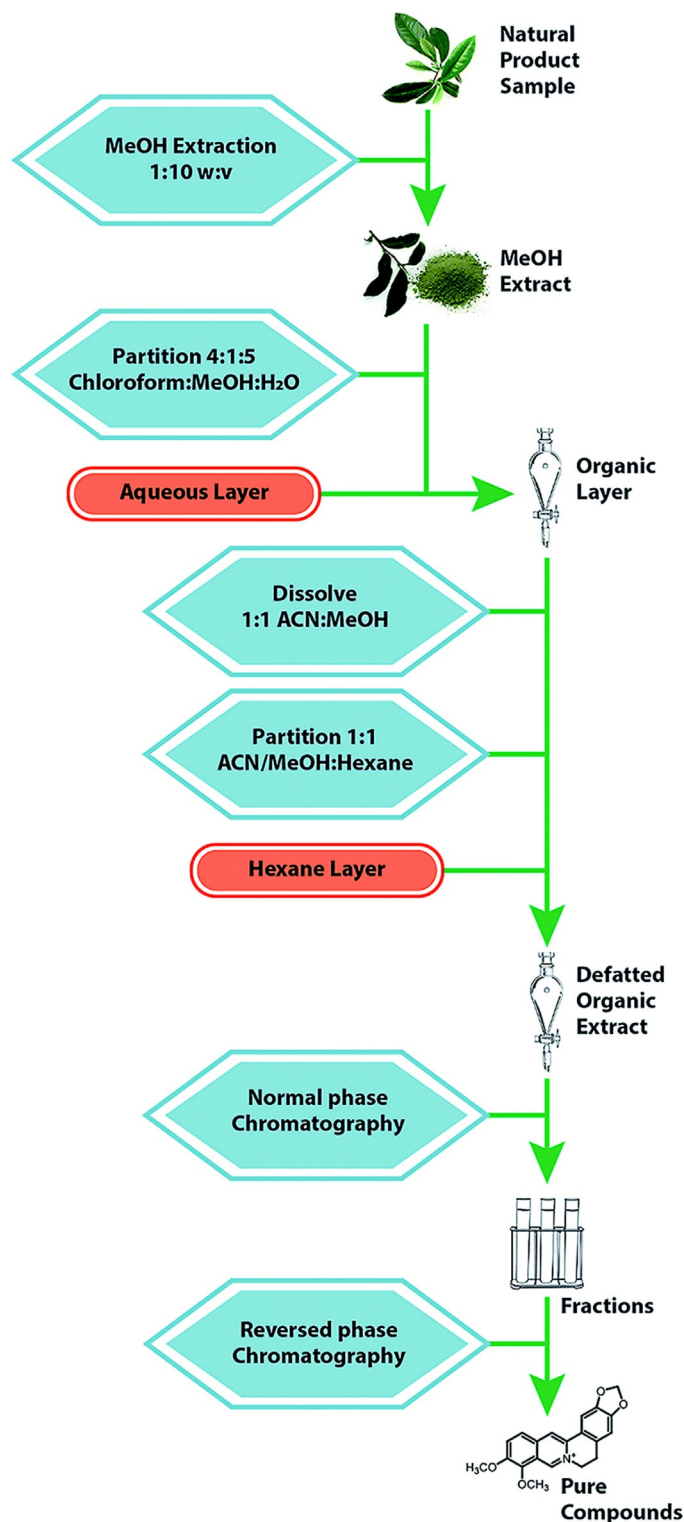 Natural
Product
Sample
MeOH Extraction
1:10 w:v
MeOH
Extract
Partition 4:1:5
Chloroform:MeOH:H₂O
Aqueous Layer
Organic
Layer
Dissolve
1:1 ACN:MeOH
Partition 1:1
ACN/MeOH:Hexane
Hexane Layer
Defatted
Organic
Extract
Normal phase
Chromatography
Fractions
Reversed phase
Chromatography
O
O
N⁺
H₃CO
OCH₃
Pure
Compounds